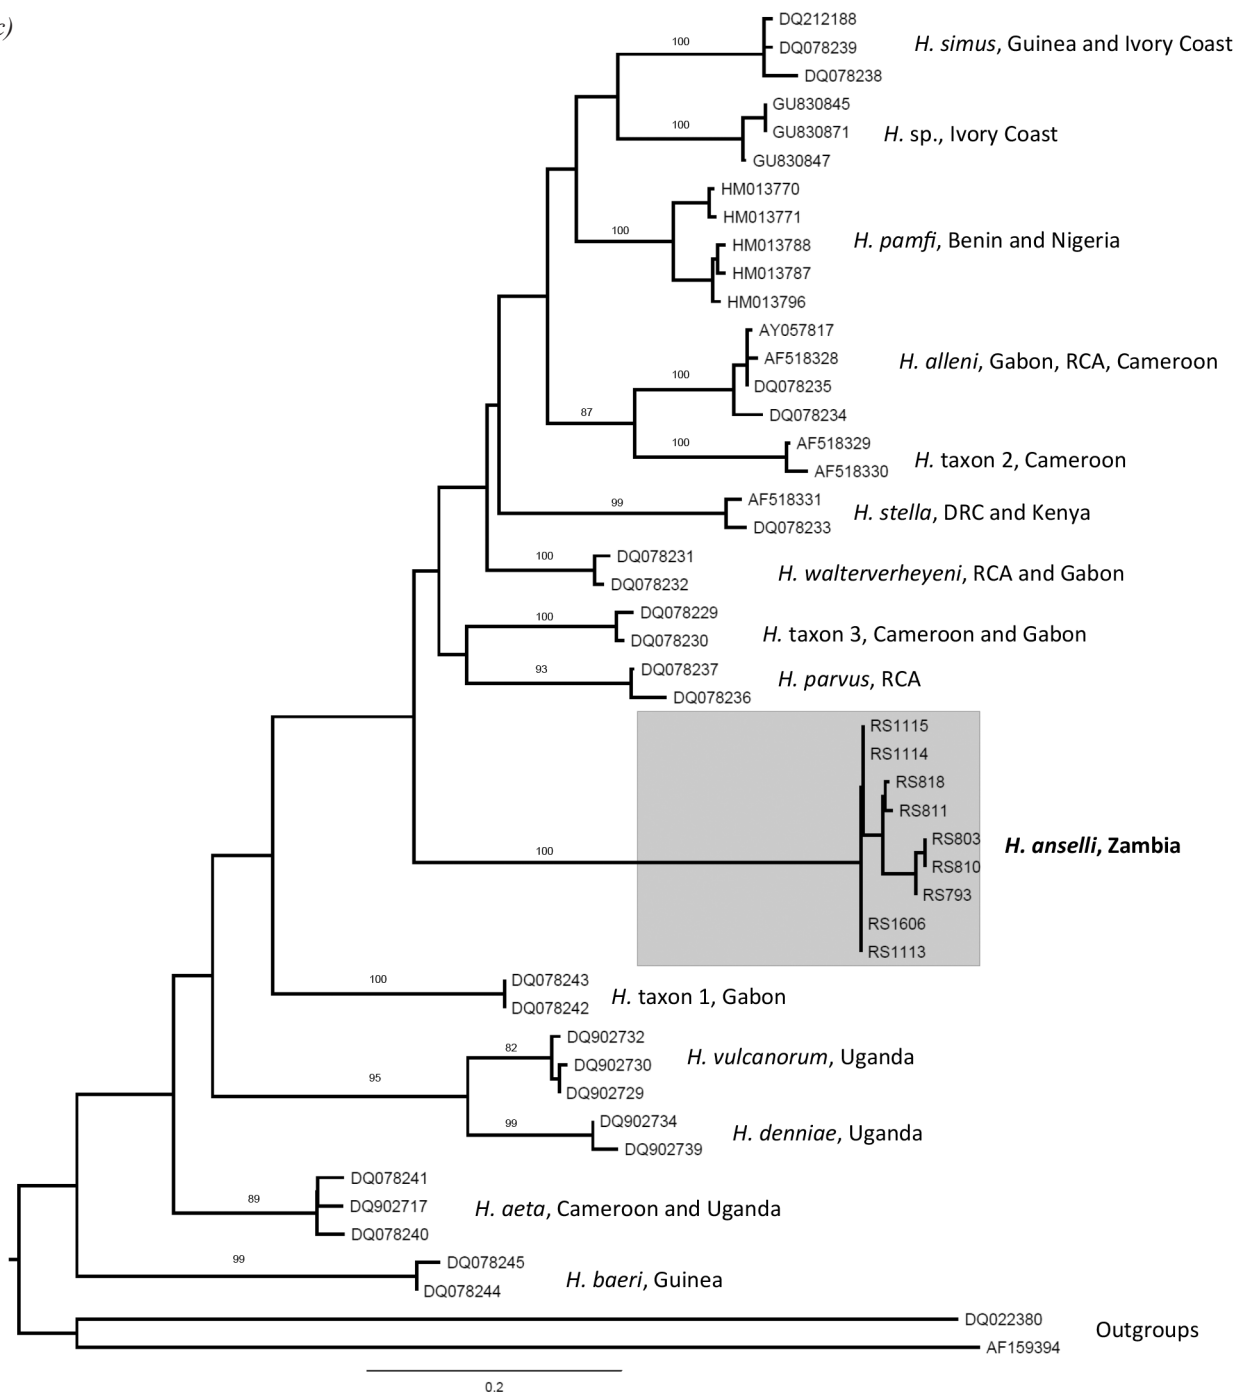 c)
DQ212188
100
DQ078239
H. simus, Guinea and Ivory Coast
DQ078238
GU830845
100
GU830871
H. sp., Ivory Coast
GU830847
HM013770
HM013771
100
HM013788
H. pamfi, Benin and Nigeria
HM013787
HM013796
AY057817
AF518328
H. alleni, Gabon, RCA, Cameroon
100
DQ078235
87
DQ078234
100
AF518329
H. taxon 2, Cameroon
AF518330
99
AF518331
H. stella, DRC and Kenya
DQ078233
100
DQ078231
H. walterverheyeni, RCA and Gabon
DQ078232
100
DQ078229
H. taxon 3, Cameroon and Gabon
DQ078230
93
DQ078237
H. parvus, RCA
DQ078236
RS1115
RS1114
RS818
RS811
RS803
H. anselli, Zambia
100
RS810
RS793
RS1606
RS1113
100
DQ078243
H. taxon 1, Gabon
DQ078242
DQ902732
82
H. vulcanorum, Uganda
DQ902730
95
DQ902729
99
DQ902734
H. denniae, Uganda
DQ902739
DQ078241
89
DQ902717
H. aeta, Cameroon and Uganda
DQ078240
99
DQ078245
H. baeri, Guinea
DQ078244
DQ022380
Outgroups
AF159394
0.2